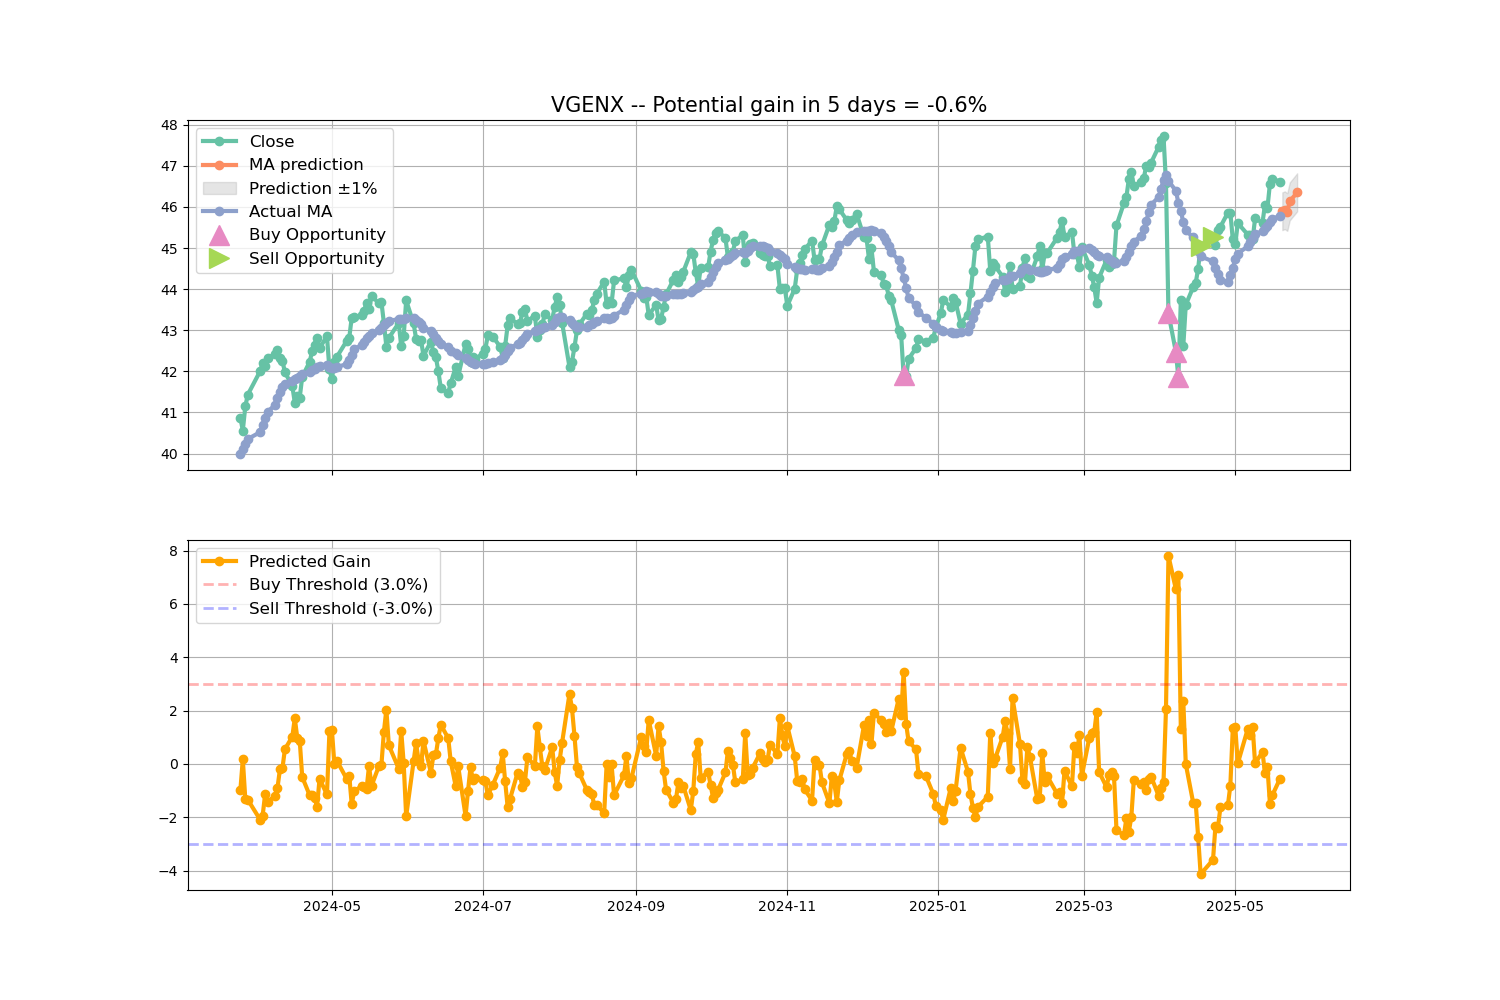 VGENX -- Potential gain in 5 days = -0.6%
48
47
46
45
44
43
42
41
40
Close
MA prediction
Prediction ±1%
Actual MA
Buy Opportunity
Sell Opportunity
8
6
4
2
0
−2
−4
Predicted Gain
Buy Threshold (3.0%)
Sell Threshold (-3.0%)
2024-05
2024-07
2024-09
2024-11
2025-01
2025-03
2025-05